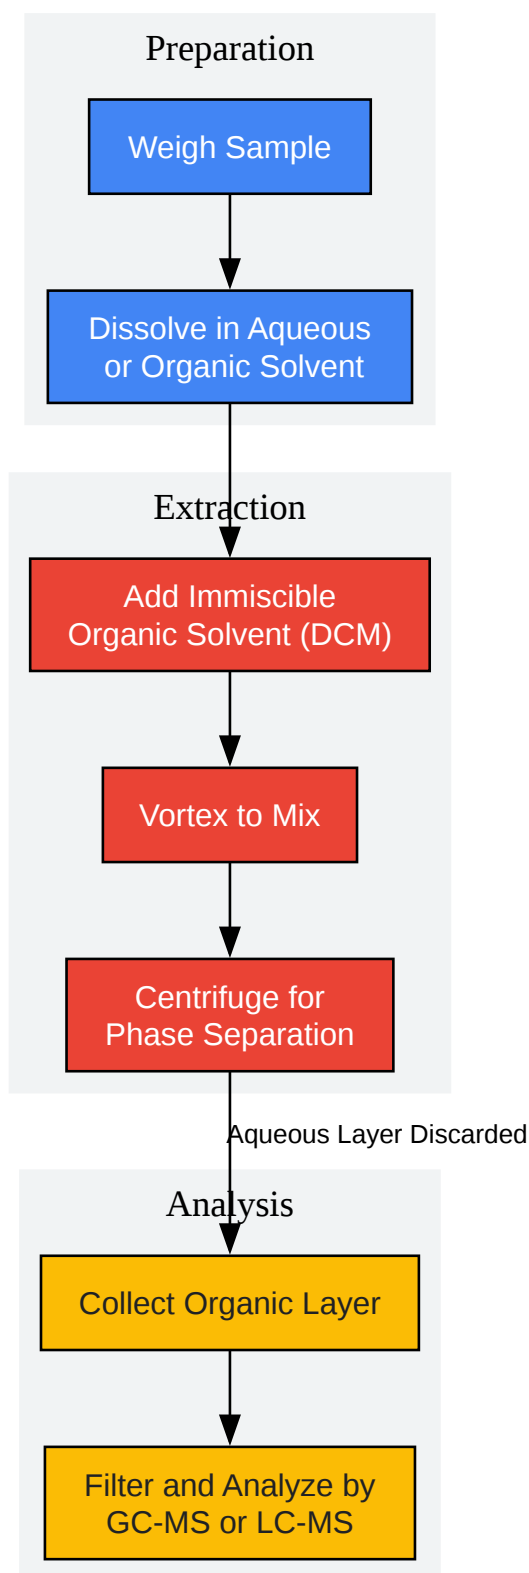 Preparation
Weigh Sample
Dissolve in Aqueous
or Organic Solvent
Extraction
Add Immiscible
Organic Solvent (DCM)
Vortex to Mix
Centrifuge for
Phase Separation
Aqueous Layer Discarded
Analysis
Collect Organic Layer
Filter and Analyze by
GC-MS or LC-MS